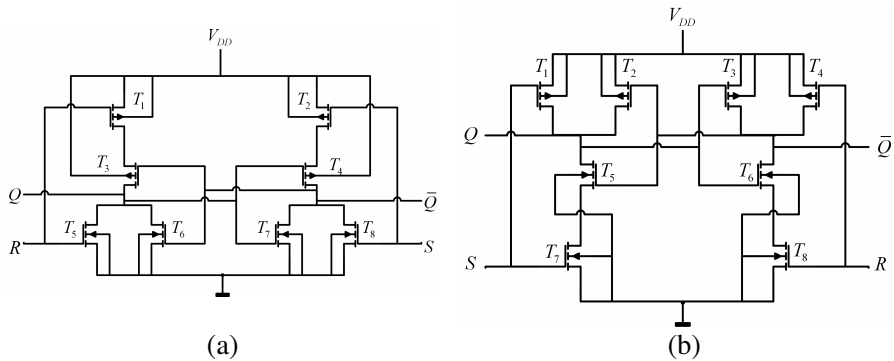 V_DD
T_1
T_2
T_3
T_4
Q
Q̅
T_5
T_6
T_7
T_8
R
S
(a)
V_DD
T_1
T_2
T_3
T_4
Q
Q̅
T_5
T_6
T_7
T_8
S
R
(b)